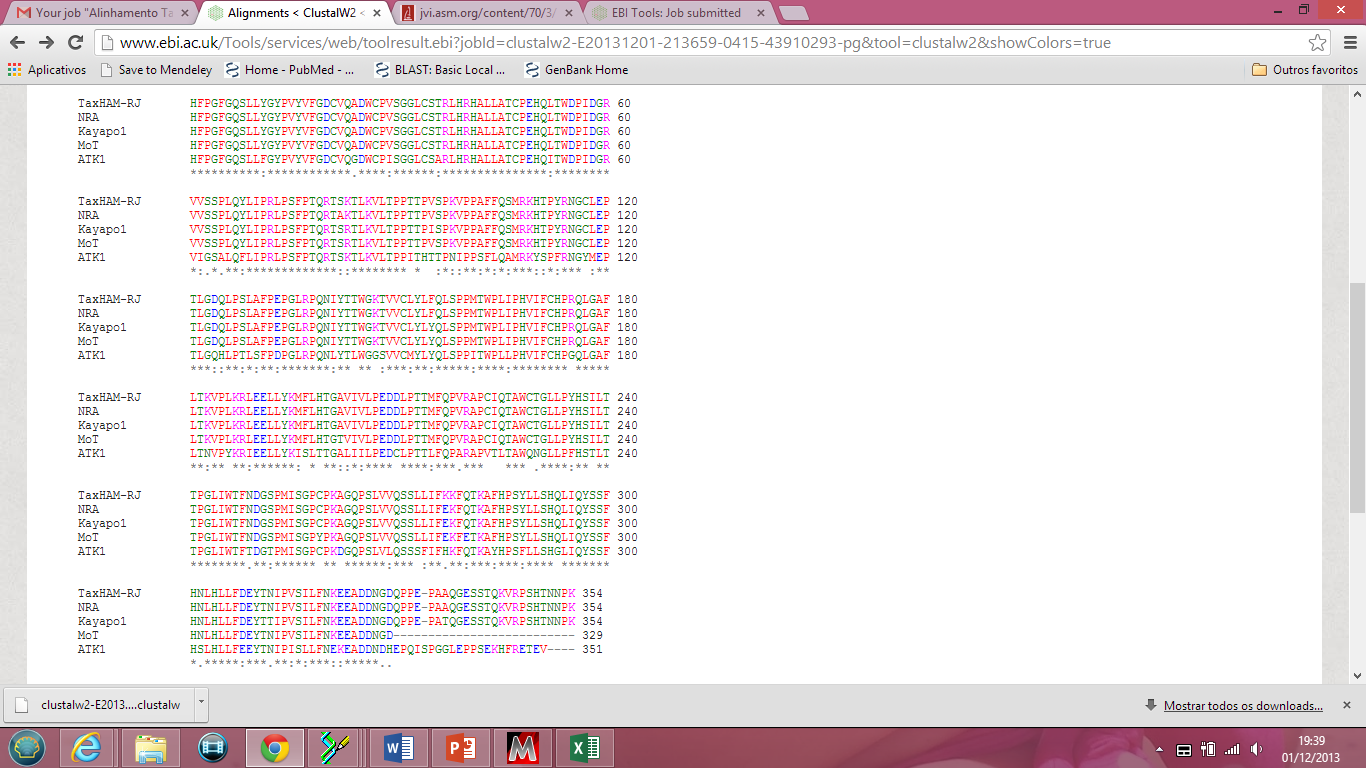 Your job "Alinhamento Ta
Alignments < ClustalW2 <
jvi.asm.org/content/70/3/
EBI Tools: Job submitted
www.ebi.ac.uk/Tools/services/web/toolresult.ebi?jobId=clustalw2-E20131201-213659-0415-43910293-pg&tool=clustalw2&showColors=true
Aplicativos Save to Mendeley Home - PubMed - ... BLAST: Basic Local ... GenBank Home Outros favoritos
TaxHAM-RJ HFPGFGQSLLYGYPVYVFGDCVQADWCPVSGGLCSTRLHRHALLATCPEHQLTWDPIDGR 60
NRA HFPGFGQSLLYGYPVYVFGDCVQADWCPVSGGLCSTRLHRHALLATCPEHQLTWDPIDGR 60
Kayapo1 HFPGFGQSLLYGYPVYVFGDCVQADWCPVSGGLCSTRLHRHALLATCPEHQLTWDPIDGR 60
MoT HFPGFGQSLLYGYPVYVFGDCVQADWCPVSGGLCSTRLHRHALLATCPEHQLTWDPIDGR 60
ATK1 HFPGFGQSLLFGYPVYVFGDCVQGDWCPISGGLCSARLHRHALLATCPEHQITWDPIDGR 60
**********:************.****:******:***************:********
TaxHAM-RJ VVSSPLQYLIPRLPSFPTQRTSKTLKVLTPPTTPVSPKVPPAFFQSMRKHTPYRNGCLEP 120
NRA VVSSPLQYLIPRLPSFPTQRTAKTLKVLTPPTTPVSPKVPPAFFQSMRKHTPYRNGCLEP 120
Kayapo1 VVSSPLQYLIPRLPSFPTQRTSRTLKVLTPPTTPISPKVPPAFFQSMRKHTPYRNGCLEP 120
MoT VVSSPLQYLIPRLPSFPTQRTSRTLKVLTPPTTPVSPKVPPAFFQSMRKHTPYRNGCLEP 120
ATK1 VIGSALQFLIPRLPSFPTQRTSKTLKVLTPPITHTTPNIPPSFLQAMRKYSPFRNGYMEP 120
*:.*.**:*************::******** *  :*::**:*:*:***::*:*** :**
TaxHAM-RJ TLGDQLPSLAFPEPGLRPQNIYTTWGKTVVCLYLFQLSPPMTWPLIPHVIFCHPRQLGAF 180
NRA TLGDQLPSLAFPEPGLRPQNIYTTWGKTVVCLYLFQLSPPMTWPLIPHVIFCHPRQLGAF 180
Kayapo1 TLGDQLPSLAFPEPGLRPQNIYTTWGKTVVCLYLYQLSPPMTWPLIPHVIFCHPRQLGAF 180
MoT TLGDQLPSLAFPEPGLRPQNIYTTWGKTVVCLYLYQLSPPMTWPLIPHVIFCHPRQLGAF 180
ATK1 TLGQHLPTLSFPDPGLRPQNLYTLWGGSVVCMYLYQLSPPITWPLLPHVIFCHPGQLGAF 180
***::**:*:**:*******:** ** :***:**:*****:****:******** *****
TaxHAM-RJ LTKVPLKRLEELLYKMFLHTGAVIVLPEDDLPTTMFQPVRAPCIQTAWCTGLLPYHSILT 240
NRA LTKVPLKRLEELLYKMFLHTGAVIVLPEDDLPTTMFQPVRAPCIQTAWCTGLLPYHSILT 240
Kayapo1 LTKVPLKRLEELLYKMFLHTGAVIVLPEDDLPTTMFQPVRAPCIQTAWCTGLLPYHSILT 240
MoT LTKVPLKRLEELLYKMFLHTGTVIVLPEDDLPTTMFQPVRAPCIQTAWCTGLLPYHSILT 240
ATK1 LTNVPYKRIEELLYKISLTTGALIILPEDCLPTTLFQPARAPVTLTAWQNGLLPFHSTLT 240
**:** **:******: * **::*:**** ****:***.***   *** .****:** **
TaxHAM-RJ TPGLIWTFNDGSPMISGPCPKAGQPSLVVQSSLLIFKKFQTKAFHPSYLLSHQLIQYSSF 300
NRA TPGLIWTFNDGSPMISGPCPKAGQPSLVVQSSLLIFEKFQTKAFHPSYLLSHQLIQYSSF 300
Kayapo1 TPGLIWTFNDGSPMISGPCPKAGQPSLVVQSSLLIFEKFQTKAFHPSYLLSHQLIQYSSF 300
MoT TPGLIWTFNDGSPMISGPYPKAGQPSLVVQSSLLIFEKFETKAFHPSYLLSHQLIQYSSF 300
ATK1 TPGLIWTFTDGTPMISGPCPKDGQPSLVLQSSSFIFHKFQTKAYHPSFLLSHGLIQYSSF 300
********.**:****** ** ******:*** :**.**:***:***:**** *******
TaxHAM-RJ HNLHLLFDEYTNIPVSILFNKEEADDNGDQPPE-PAAQGESSTQKVRPSHTNNPK 354
NRA HNLHLLFDEYTNIPVSILFNKEEADDNGDQPPE-PAAQGESSTQKVRPSHTNNPK 354
Kayapo1 HNLHLLFDEYTTIPVSILFNKEEADDNGDQPPE-PATQGESSTQKVRPSHTNNPK 354
MoT HNLHLLFDEYTNIPVSILFNKEEADDNGD-------------------------- 329
ATK1 HSLHLLFEEYTNIPISLLFNEKEADDNDHEPQISPGGLEPPSEKHFRETEV---- 351
*.*****:***.**:*:***::*****..
clustalw2-E2013....clustalw
Mostrar todos os downloads...
19:39
01/12/2013